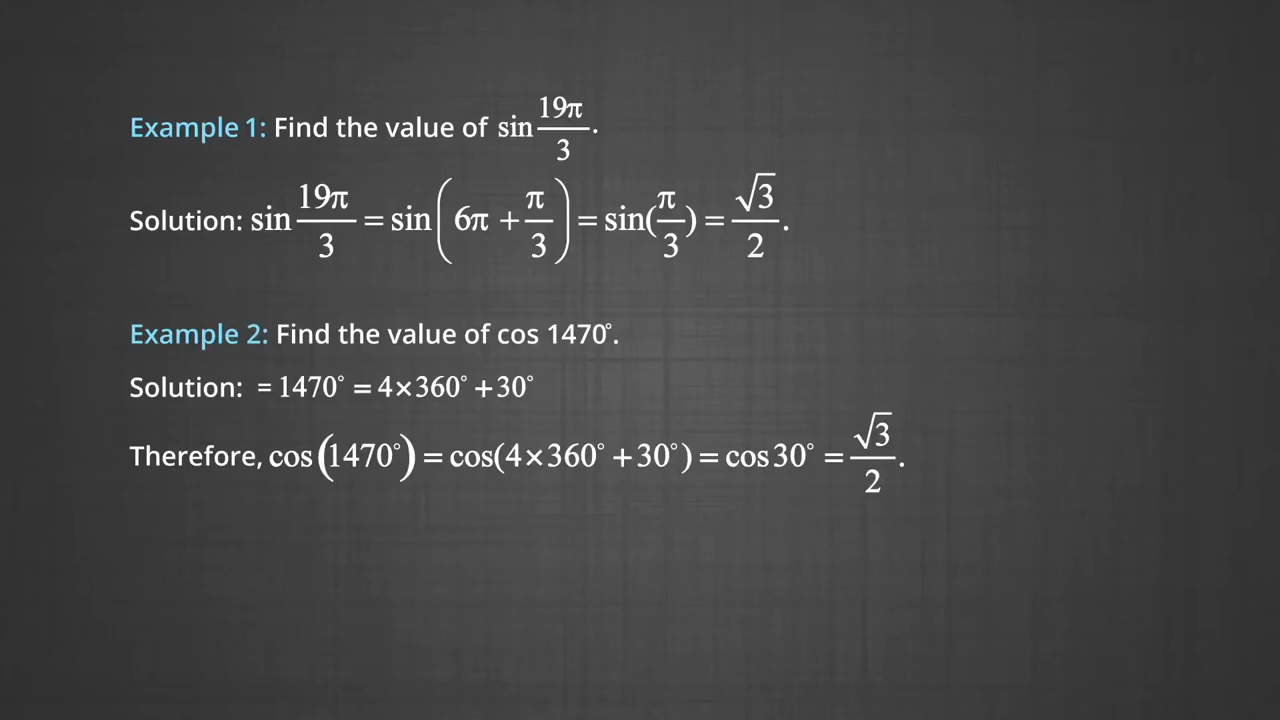 Example 1: Find the value of sin 19π/3.
Solution: sin 19π/3 = sin(6π + π/3) = sin(π/3) = √3/2.
Example 2: Find the value of cos 1470°.
Solution: = 1470° = 4×360° + 30°
Therefore, cos(1470°) = cos(4×360° + 30°) = cos 30° = √3/2.